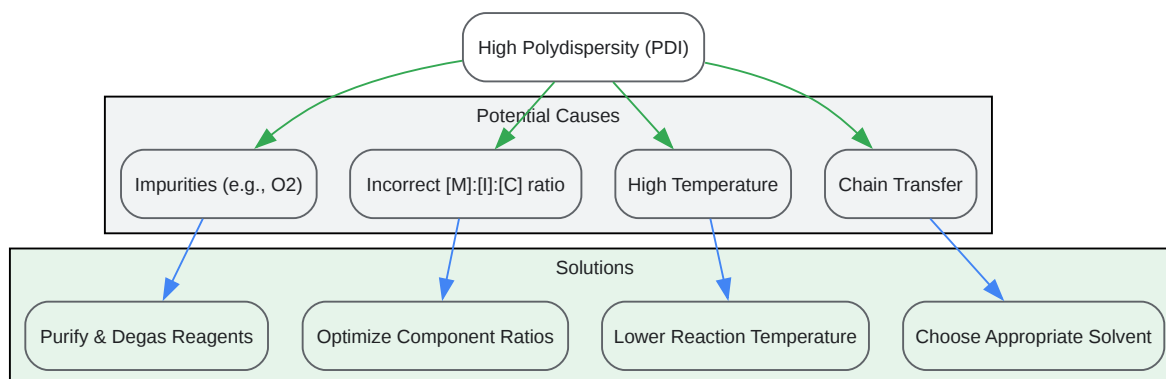 High Polydispersity (PDI)
Potential Causes
Impurities (e.g., O2)
Incorrect [M]:[I]:[C] ratio
High Temperature
Chain Transfer
Solutions
Purify & Degas Reagents
Optimize Component Ratios
Lower Reaction Temperature
Choose Appropriate Solvent